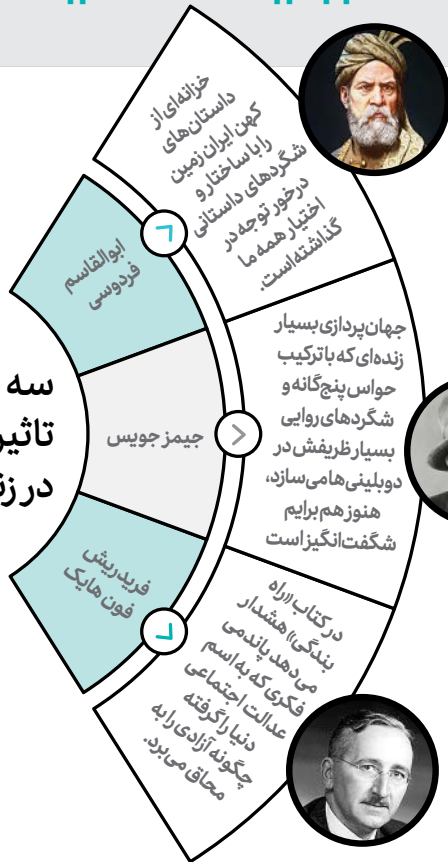 ابوالقاسم
فردوسی
خزانه‌ای از
داستان‌های
کهن ایران زمین
را با ساختار و
شگردهای داستانی
درخور توجه در
اختیار همه ما
گذاشته است.
سه
جیمز جویس
جهان‌پردازی بسیار
زنده‌ای که با ترکیب
حواس پنج‌گانه و
شگردهای روایی
بسیار ظریفش در
دوبلینی‌ها می‌سازد،
هنوز هم برایم
شگفت‌انگیز است
فریدریش
فون هایک
در کتاب «راه
بندگی» هشدار
می‌دهد پاندمی
فکری که به اسم
عدالت اجتماعی
دنیا را گرفته
چگونه آزادی را به
محاق می‌برد.